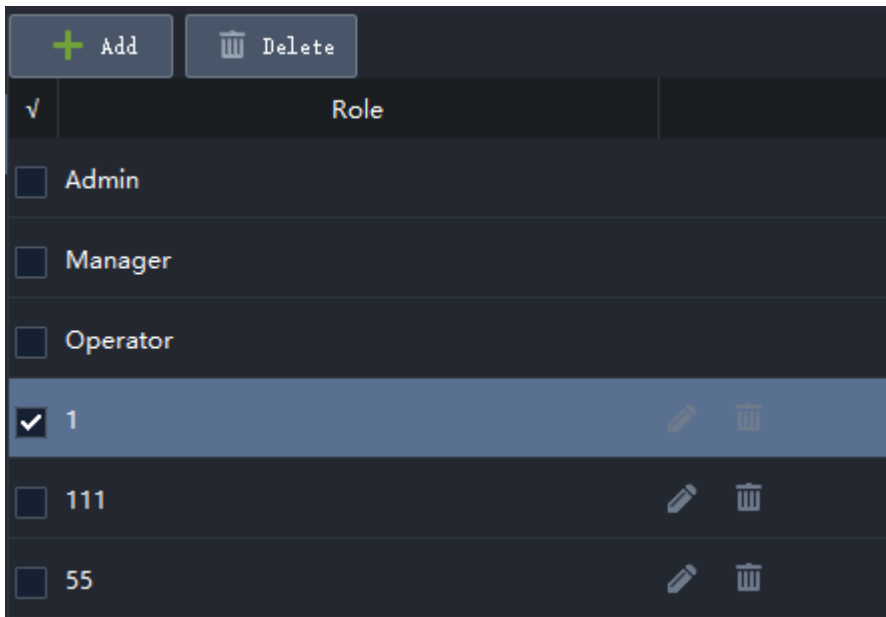 Add Delete
√ Role
Admin
Manager
Operator
1
111
55